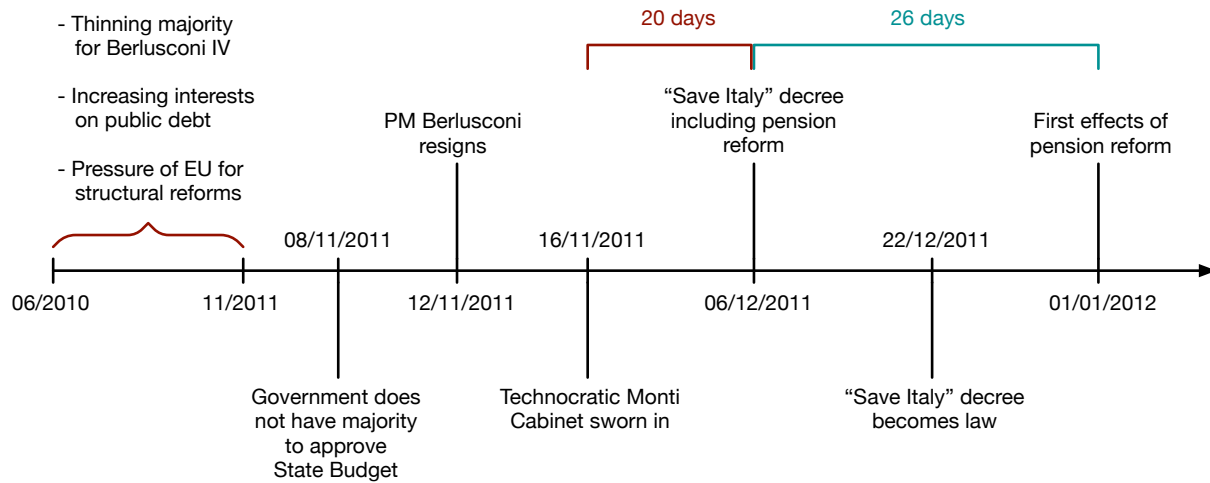 - Thinning majority
for Berlusconi IV
- Increasing interests
on public debt
- Pressure of EU for
structural reforms
20 days
26 days
PM Berlusconi
resigns
“Save Italy” decree
including pension
reform
First effects of
pension reform
08/11/2011
16/11/2011
22/12/2011
06/2010
11/2011
12/11/2011
06/12/2011
01/01/2012
Government does
not have majority
to approve
State Budget
Technocratic Monti
Cabinet sworn in
“Save Italy” decree
becomes law